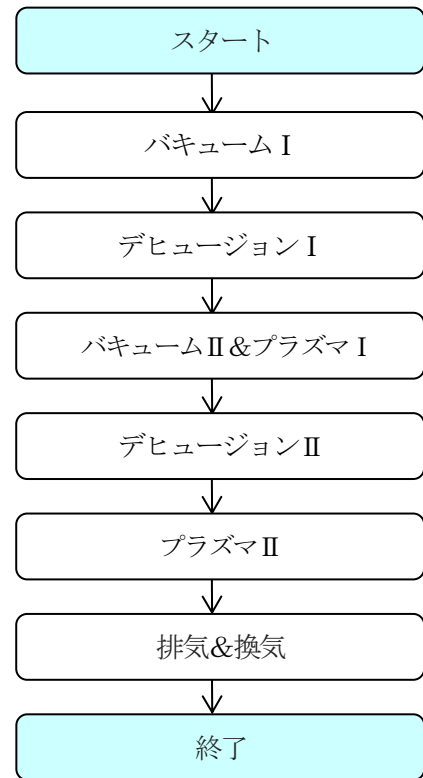 スタート
バキュームⅠ
デヒュージョンⅠ
バキュームⅡ&プラズマⅠ
デヒュージョンⅡ
プラズマⅡ
排気&換気
終了